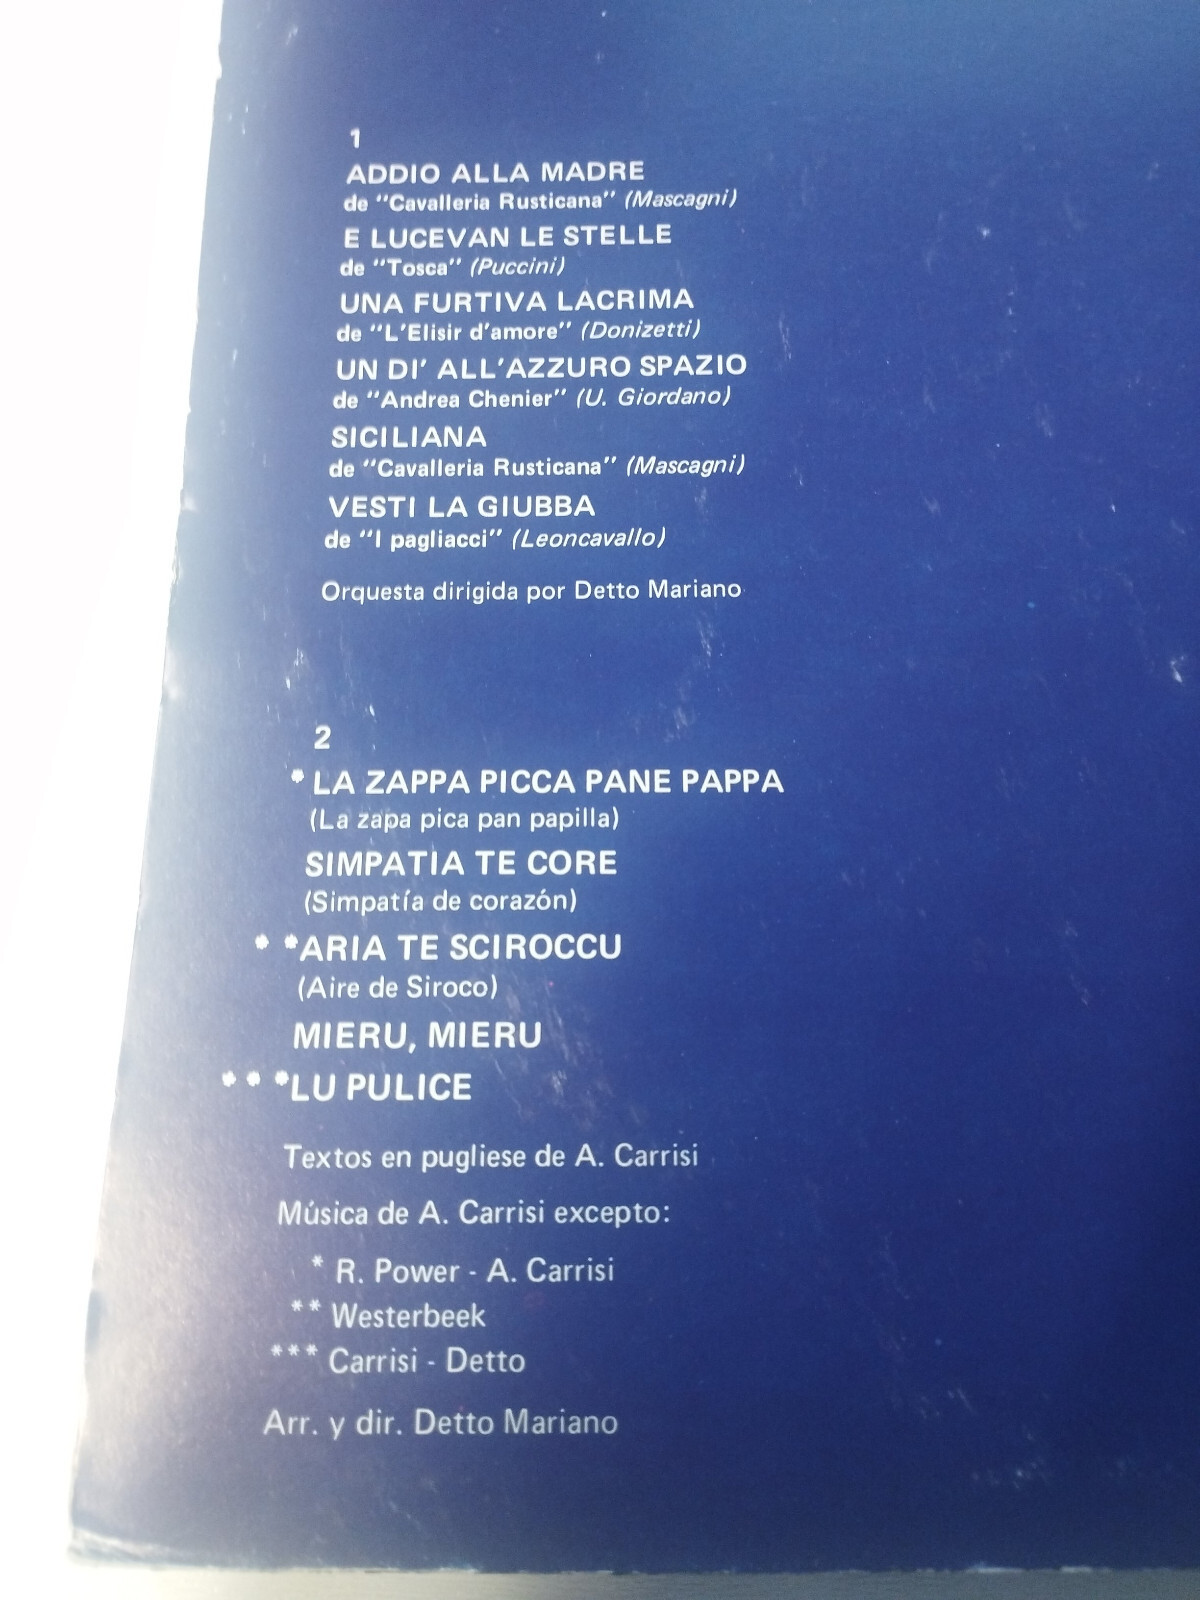 1
ADDIO ALLA MADRE
de "Cavalleria Rusticana" (Mascagni)
E LUCEVAN LE STELLE
de "Tosca" (Puccini)
UNA FURTIVA LACRIMA
de "L'Elisir d'amore" (Donizetti)
UN DI' ALL'AZZURO SPAZIO
de "Andrea Chenier" (U. Giordano)
SICILIANA
de "Cavalleria Rusticana" (Mascagni)
VESTI LA GIUBBA
de "I pagliacci" (Leoncavallo)
Orquesta dirigida por Detto Mariano
2
* LA ZAPPA PICCA PANE PAPPA
(La zapa pica pan papilla)
SIMPATIA TE CORE
(Simpatía de corazón)
* *ARIA TE SCIROCCU
(Aire de Siroco)
MIERU, MIERU
* * *LU PULICE
Textos en pugliese de A. Carrisi
Música de A. Carrisi excepto:
* R. Power - A. Carrisi
** Westerbeek
*** Carrisi - Detto
Arr. y dir. Detto Mariano